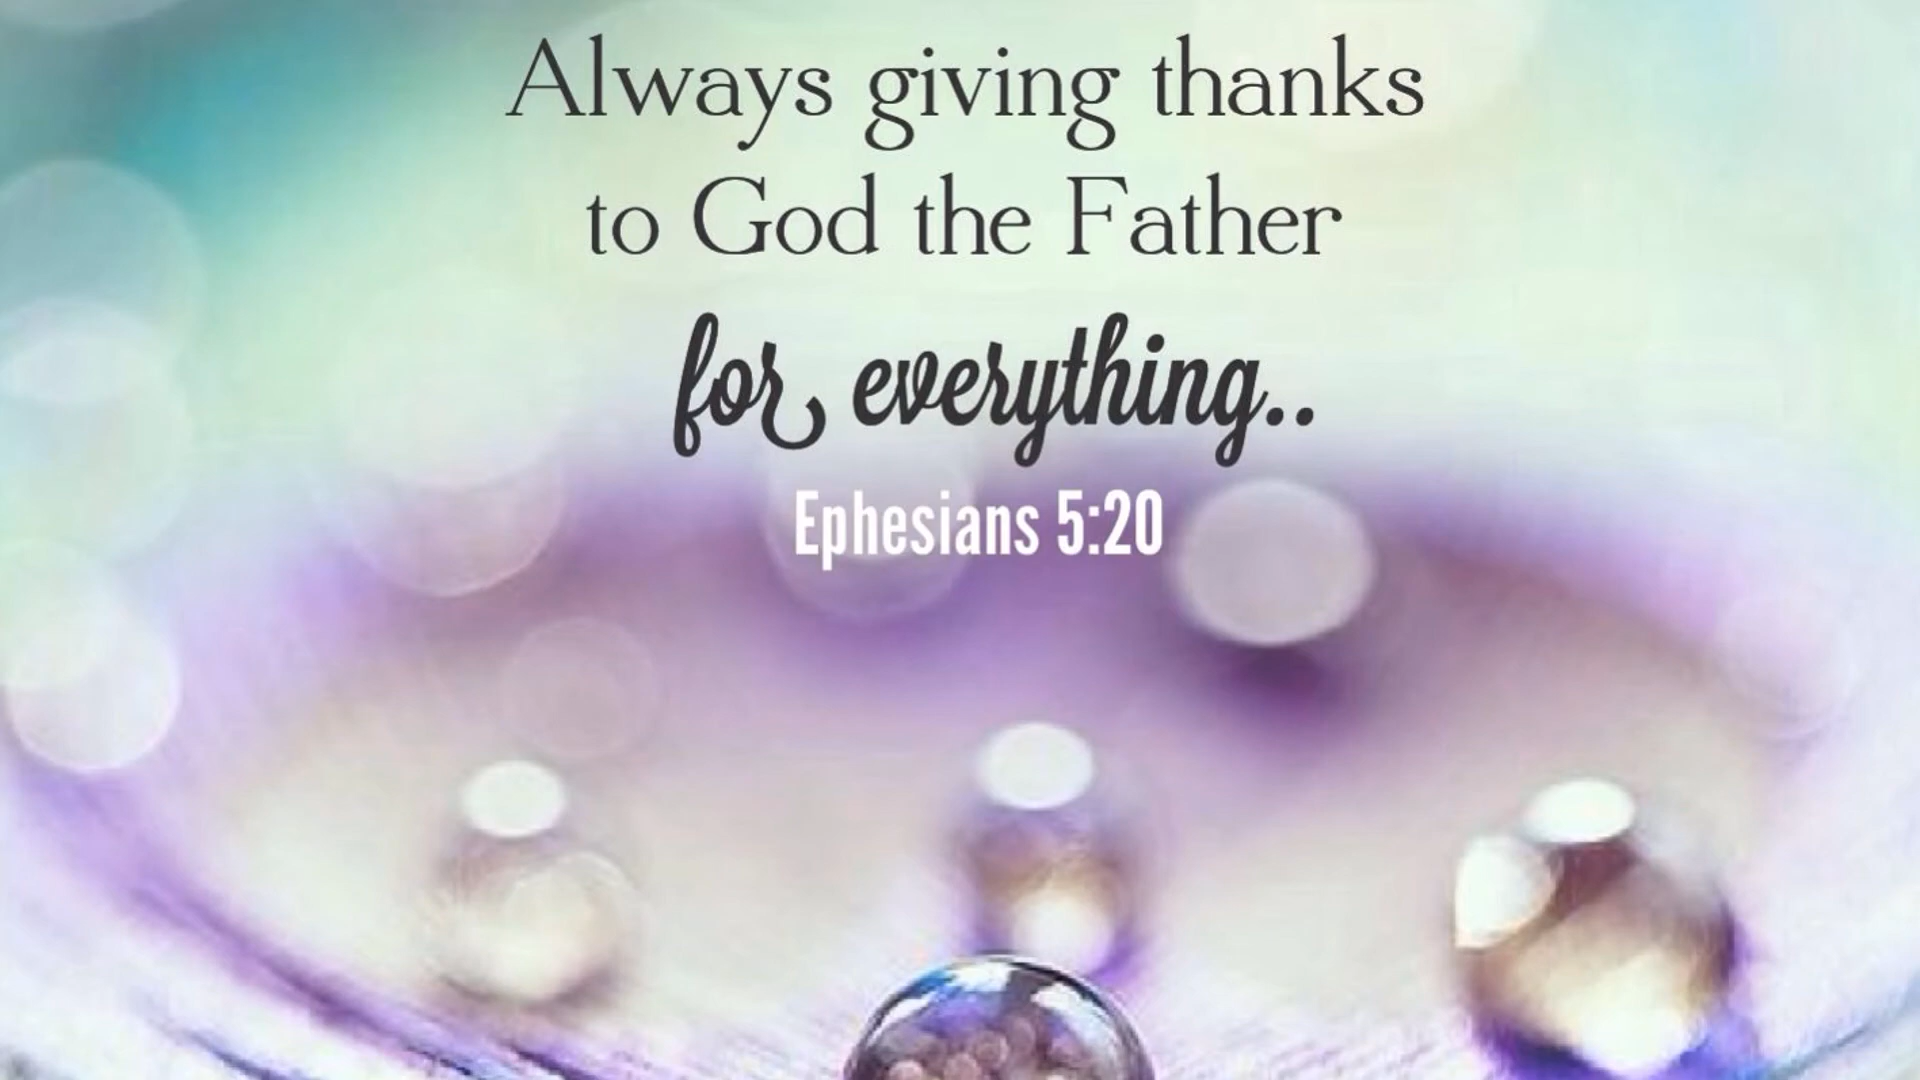 Always giving thanks
to God the Father
for everything..
Ephesians 5:20